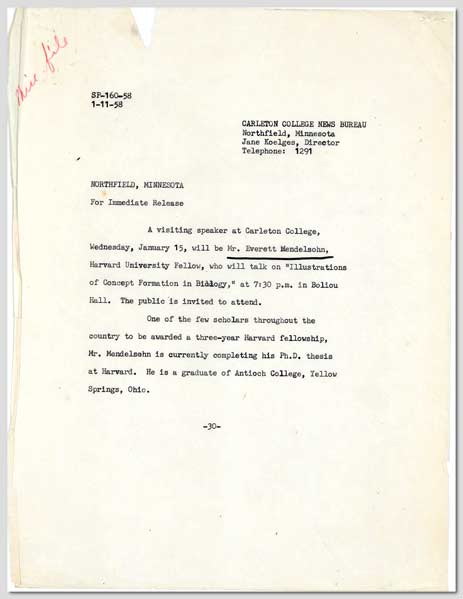 Misc file
SP-160-58
1-11-58
CARLETON COLLEGE NEWS BUREAU
Northfield, Minnesota
Jane Koelges, Director
Telephone: 1291
NORTHFIELD, MINNESOTA
For Immediate Release
A visiting speaker at Carleton College,
Wednesday, January 15, will be Mr. Everett Mendelsohn,
Harvard University Fellow, who will talk on "Illustrations
of Concept Formation in Biology," at 7:30 p.m. in Boliou
Hall. The public is invited to attend.
One of the few scholars throughout the
country to be awarded a three-year Harvard fellowship,
Mr. Mendelsohn is currently completing his Ph.D. thesis
at Harvard. He is a graduate of Antioch College, Yellow
Springs, Ohio.
-30-